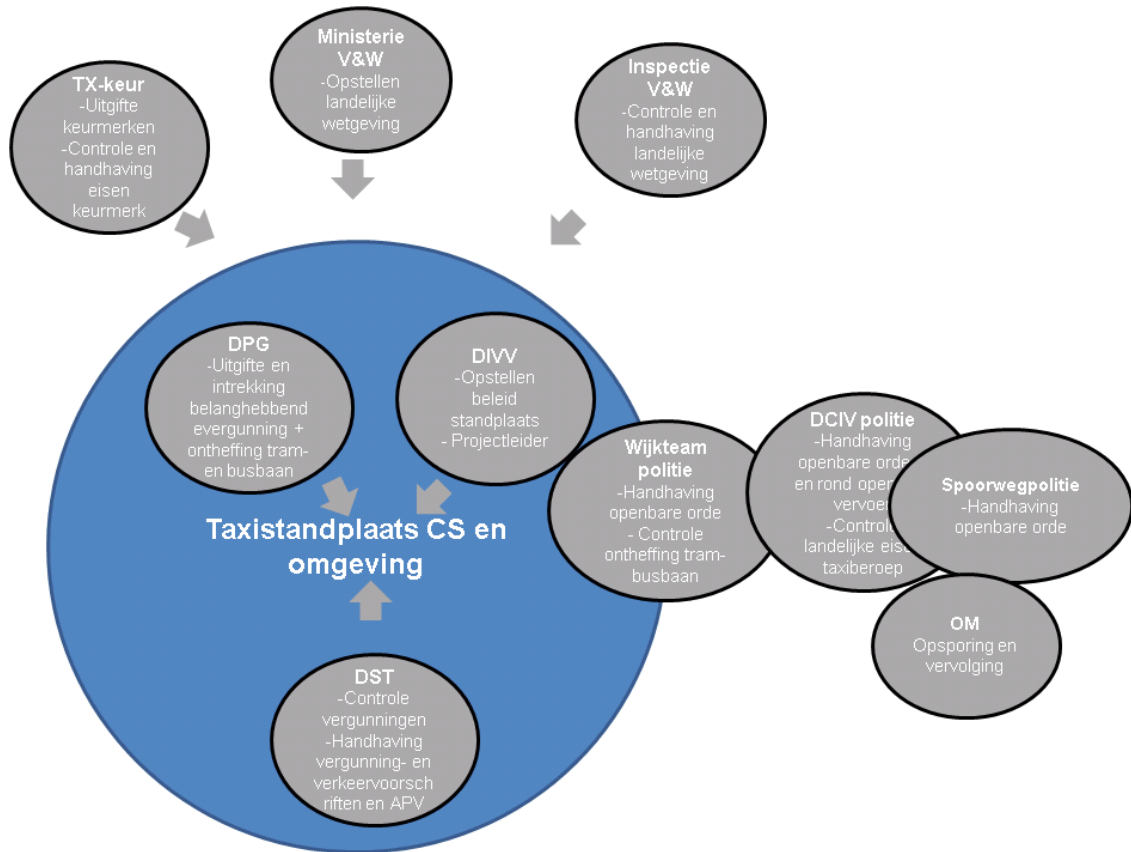 Ministerie
V&W
-Opstellen
landelijke
wetgeving
TX-keur
-Uitgifte
keurmerken
-Controle en
handhaving
eisen
keurmerk
Inspectie
V&W
-Controle en
handhaving
landelijke
wetgeving
DPG
-Uitgifte en
intrekking
belanghebbend
evergunning +
ontheffing tram-
en busbaan
DIVV
-Opstellen
beleid
standplaats
- Projectleider
Wijkteam
politie
-Handhaving
openbare orde
- Controle
ontheffing tram-
busbaan
DCIV politie
-Handhaving
openbare orde
en rond
vervoer
-Controle
landelijke
taxiberoep
Spoorwegpolitie
-Handhaving
openbare orde
OM
Opsporing en
vervolging
Taxistandplaats CS en
omgeving
DST
-Controle
vergunningen
-Handhaving
vergunning- en
verkeervoorsch
riften en APV